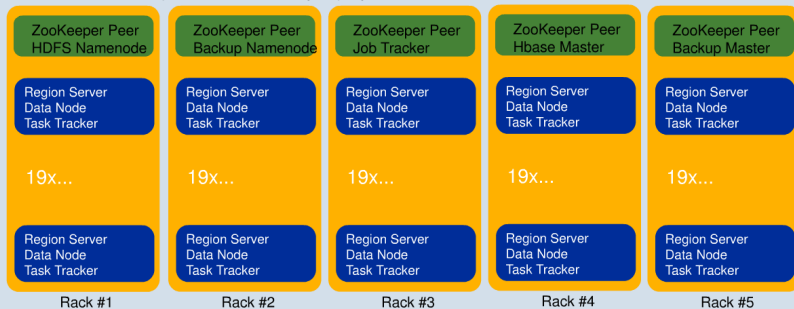 ZooKeeper Peer
HDFS Namenode
Region Server
Data Node
Task Tracker
19x...
Region Server
Data Node
Task Tracker
Rack #1
ZooKeeper Peer
Backup Namenode
Region Server
Data Node
Task Tracker
19x...
Region Server
Data Node
Task Tracker
Rack #2
ZooKeeper Peer
Job Tracker
Region Server
Data Node
Task Tracker
19x...
Region Server
Data Node
Task Tracker
Rack #3
ZooKeeper Peer
Hbase Master
Region Server
Data Node
Task Tracker
19x...
Region Server
Data Node
Task Tracker
Rack #4
ZooKeeper Peer
Backup Master
Region Server
Data Node
Task Tracker
19x...
Region Server
Data Node
Task Tracker
Rack #5